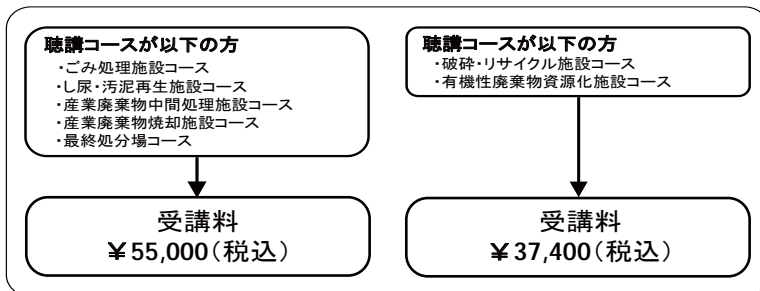 聴講コースが以下の方
・ごみ処理施設コース
・し尿・汚泥再生施設コース
・産業廃棄物中間処理施設コース
・産業廃棄物焼却施設コース
・最終処分場コース
受講料
￥55,000（税込）
聴講コースが以下の方
・破砕・リサイクル施設コース
・有機性廃棄物資源化施設コース
受講料
￥37,400（税込）